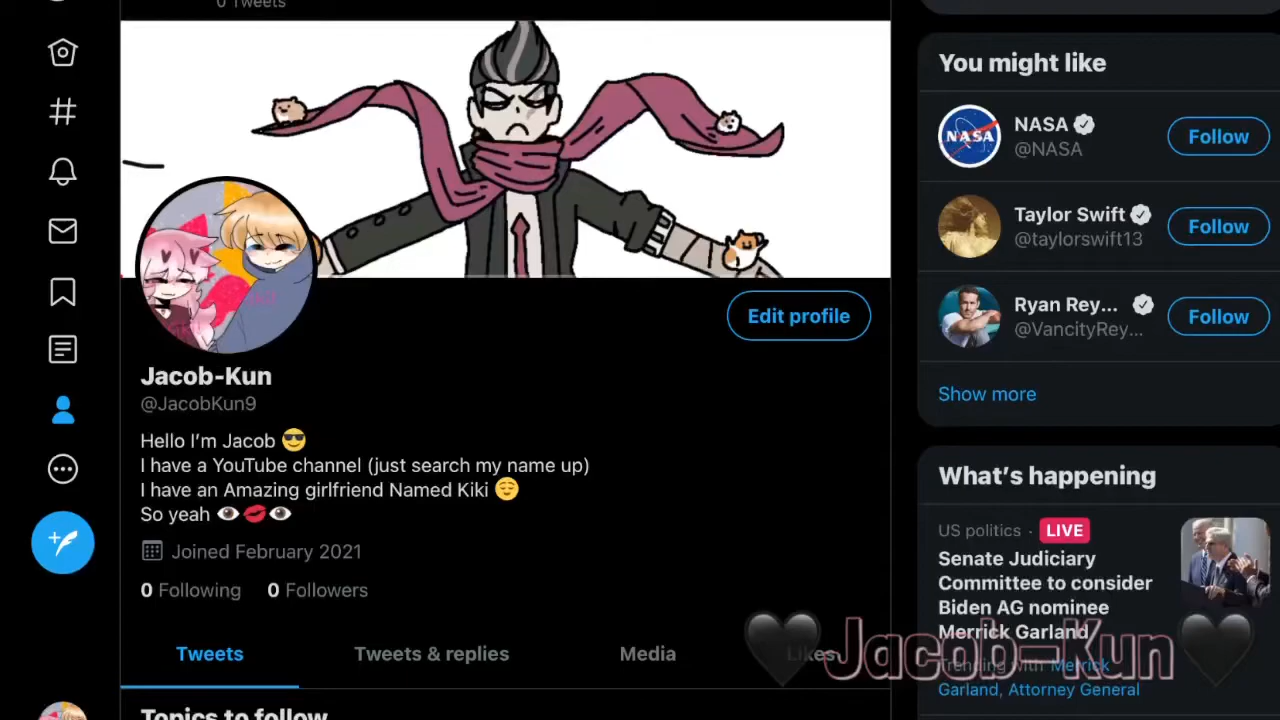 0 Tweets
Jacob-Kun
@JacobKun9
Edit profile
Hello I’m Jacob 😎
I have a YouTube channel (just search my name up)
I have an Amazing girlfriend Named Kiki 😌
So yeah 👁💋👁
Joined February 2021
0 Following 0 Followers
Tweets Tweets & replies Media Likes
Topics to follow
You might like
NASA
NASA
@NASA
Follow
Taylor Swift
@taylorswift13
Follow
Ryan Rey...
@VancityRey...
Follow
Show more
What’s happening
US politics · LIVE
Senate Judiciary
Committee to consider
Biden AG nominee
Merrick Garland
Trending with Merrick
Garland, Attorney General
🖤Jacob-Kun🖤